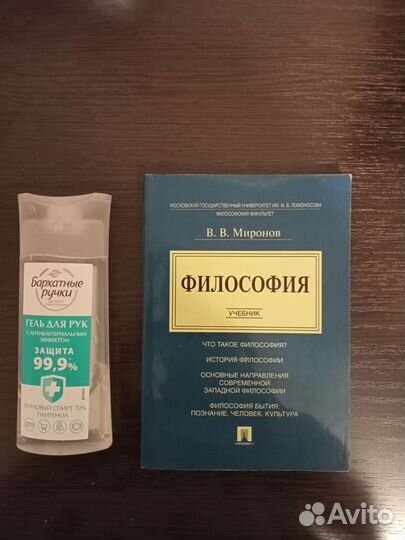 Бархатные
ручки
ГЕЛЬ ДЛЯ РУК
С АНТИБАКТЕРИАЛЬНЫМ
ЭФФЕКТОМ
ЗАЩИТА
99,9%
ЭТИЛОВЫЙ СПИРТ 70%
ПАНТЕНОЛ
МОСКОВСКИЙ ГОСУДАРСТВЕННЫЙ УНИВЕРСИТЕТ ИМ. М. В. ЛОМОНОСОВА
ФИЛОСОФСКИЙ ФАКУЛЬТЕТ
В. В. Миронов
ФИЛОСОФИЯ
УЧЕБНИК
ЧТО ТАКОЕ ФИЛОСОФИЯ?
ИСТОРИЯ ФИЛОСОФИИ
ОСНОВНЫЕ НАПРАВЛЕНИЯ
СОВРЕМЕННОЙ
ЗАПАДНОЙ ФИЛОСОФИИ
ФИЛОСОФИЯ БЫТИЯ:
ПОЗНАНИЕ, ЧЕЛОВЕК, КУЛЬТУРА
Avito